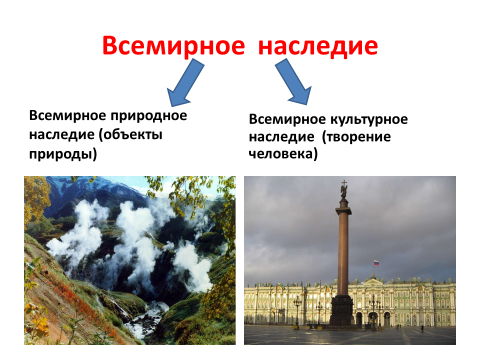 Всемирное наследие
Всемирное природное
наследие (объекты
природы)
Всемирное культурное
наследие (творение
человека)